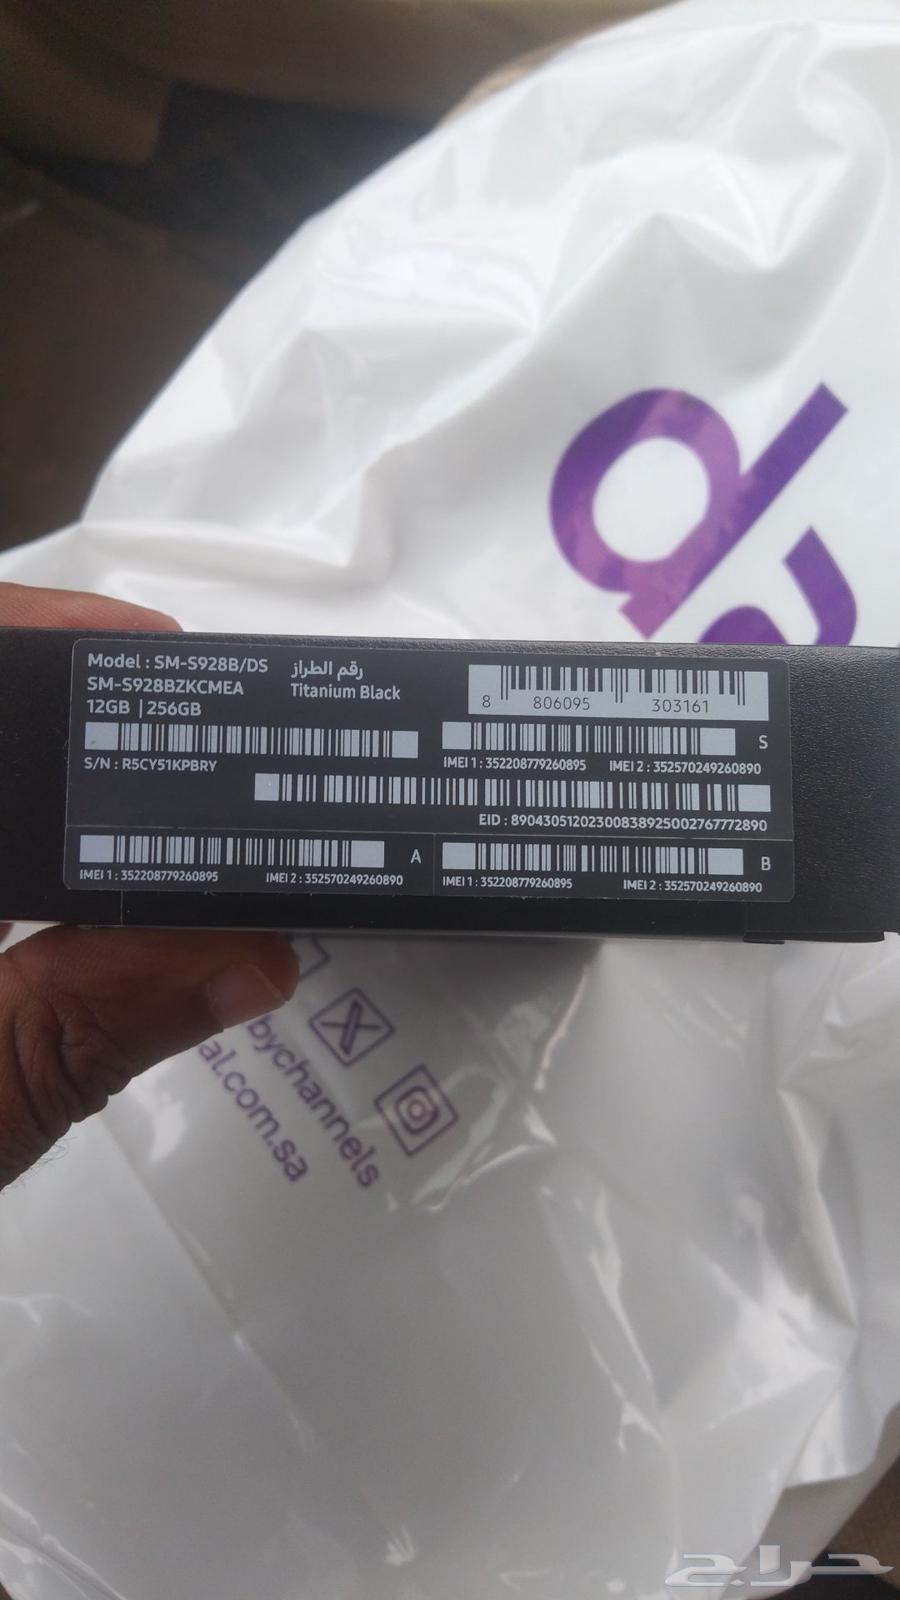 Model : SM-S928B/DS رقم الطراز
SM-S928BZKCMEA Titanium Black
12GB | 256GB
8 806095 303161
S/N : R5CY51KPBRY
S
IMEI 1 : 352208779260895 IMEI 2 : 352570249260890
EID : 89043051202300838925002767772890
A
IMEI 1 : 352208779260895 IMEI 2 : 352570249260890
B
IMEI 1 : 352208779260895 IMEI 2 : 352570249260890
bychannels
al.com.sa
حراج